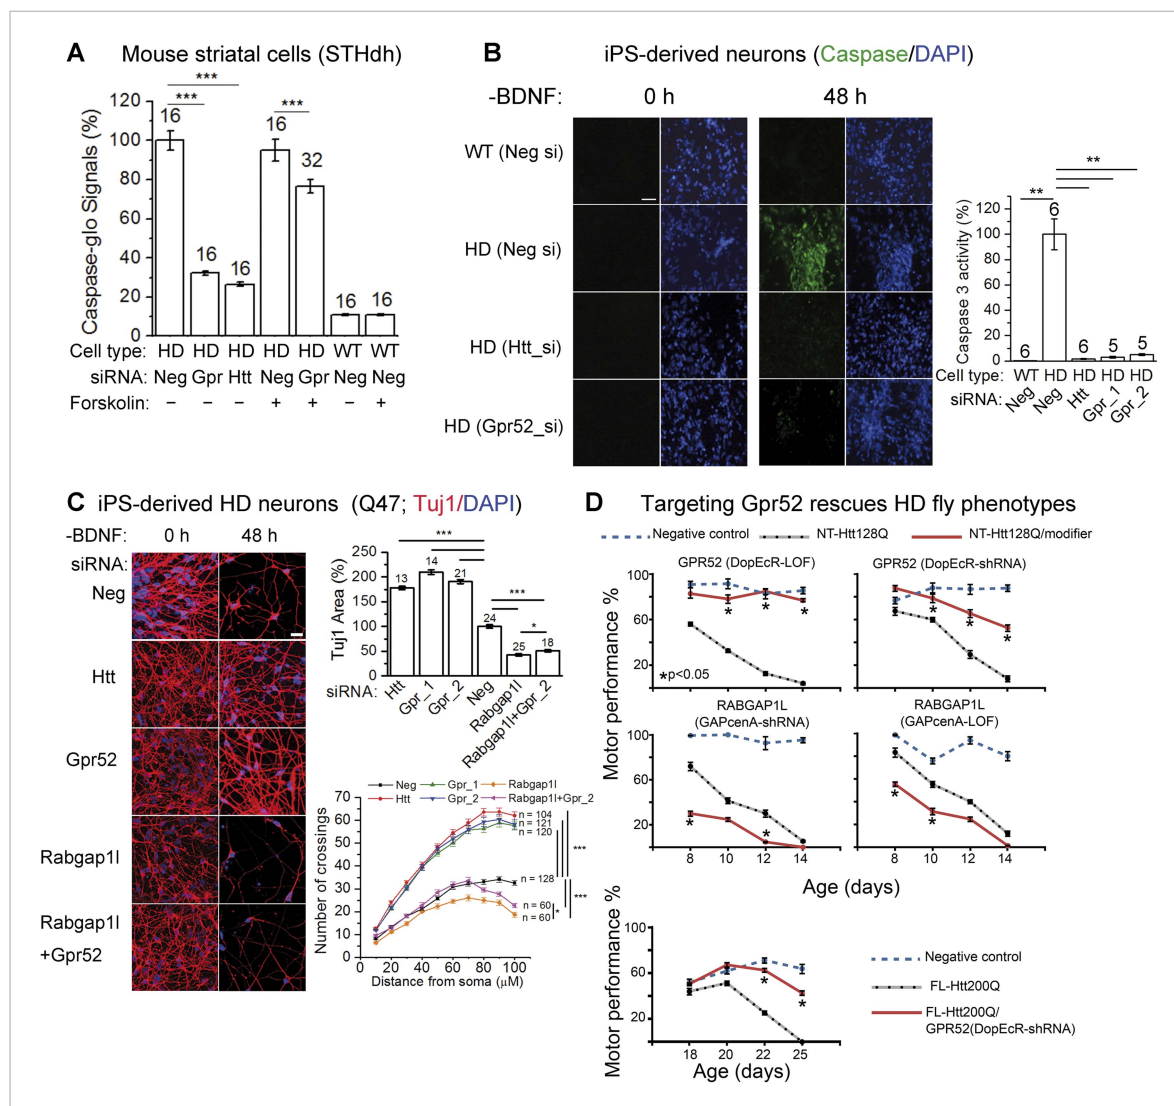 A Mouse striatal cells (STHdh)
Caspase-glo Signals (%)
120
100
80
60
40
20
0
***
***
***
16
16
16
16
32
16
16
Cell type: HD HD HD HD HD WT WT
siRNA: Neg Gpr Htt Neg Gpr Neg Neg
Forskolin: – – – + + – +
B iPS-derived neurons (Caspase/DAPI)
-BDNF: 0 h 48 h
WT (Neg si)
HD (Neg si)
HD (Htt_si)
HD (Gpr52_si)
Caspase 3 activity (%)
120
100
80
60
40
20
0
**
**
6
6
6
5
5
Cell type: WT HD HD HD HD
siRNA: Neg Neg Htt Gpr_1 Gpr_2
C iPS-derived HD neurons (Q47; Tuj1/DAPI)
-BDNF: 0 h 48 h
siRNA:
Neg
Htt
Gpr52
Rabgap1l
Rabgap1l
+Gpr52
Tuj1 Area (%)
250
200
150
100
50
0
***
***
*
13
14
21
24
25
18
siRNA: Htt Gpr_1 Gpr_2 Neg Rabgap1l Rabgap1l+Gpr_2
Neg Gpr_1 Rabgap1l
Htt Gpr_2 Rabgap1l+Gpr_2
Number of crossings
70
60
50
40
30
20
10
0
n = 104
n = 121
n = 120
n = 128
n = 60
n = 60
***
***
*
20 40 60 80 100
Distance from soma (μM)
D Targeting Gpr52 rescues HD fly phenotypes
Negative control NT-Htt128Q NT-Htt128Q/modifier
Motor performance %
GPR52 (DopEcR-LOF)
100
60
20
* * *
*p<0.05
GPR52 (DopEcR-shRNA)
* * *
RABGAP1L
(GAPcenA-shRNA)
100
60
20
* *
8 10 12 14
RABGAP1L
(GAPcenA-LOF)
* *
8 10 12 14
Age (days)
Motor performance %
100
60
20
* *
18 20 22 25
Age (days)
Negative control
FL-Htt200Q
FL-Htt200Q/
GPR52(DopEcR-shRNA)